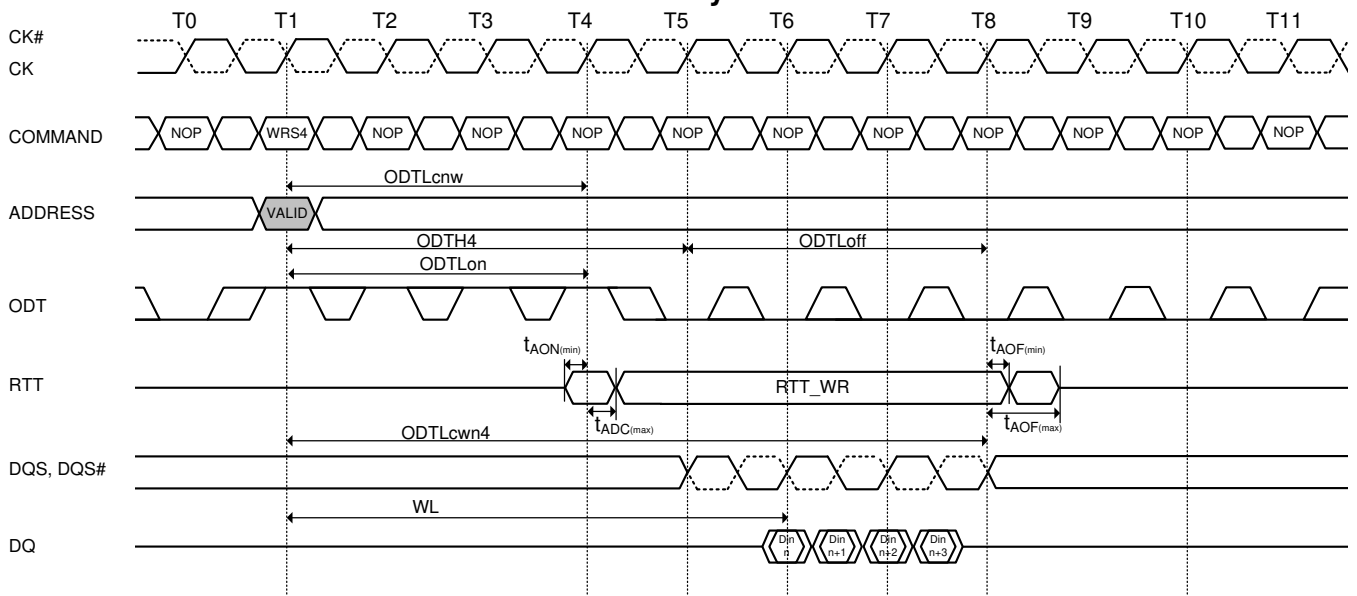 T0 T1 T2 T3 T4 T5 T6 T7 T8 T9 T10 T11
CK#
CK
COMMAND NOP WRS4 NOP NOP NOP NOP NOP NOP NOP NOP NOP NOP
ODTLcnw
ADDRESS VALID
ODTH4 ODTLoff
ODTLon
ODT
tAON(min) tAOF(min)
RTT RTT_WR
tADC(max) tAOF(max)
ODTLcwn4
DQS, DQS#
WL
DQ Din n Din n+1 Din n+2 Din n+3